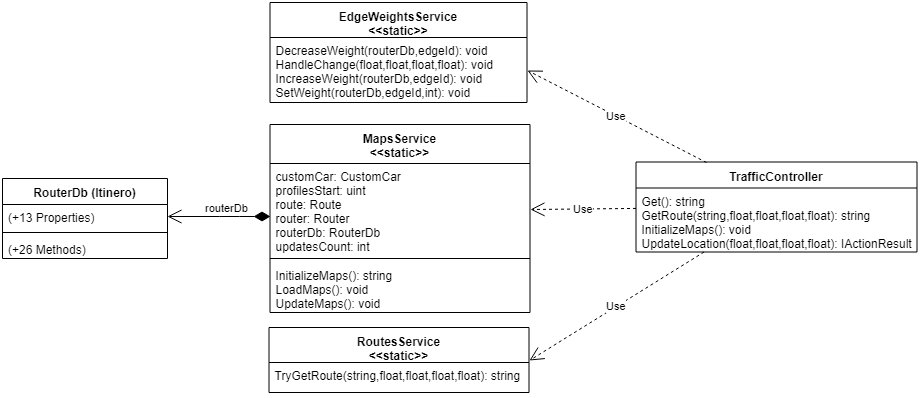 EdgeWeightsService
<<static>>
DecreaseWeight(routerDb,edgeId): void
HandleChange(float,float,float,float): void
IncreaseWeight(routerDb,edgeId): void
SetWeight(routerDb,edgeId,int): void
Use
MapsService
<<static>>
customCar: CustomCar
profilesStart: uint
route: Route
router: Router
routerDb: RouterDb
updatesCount: int
InitializeMaps(): string
LoadMaps(): void
UpdateMaps(): void
RouterDb (Itinero)
(+13 Properties)
(+26 Methods)
routerDb
Use
TrafficController
Get(): string
GetRoute(string,float,float,float,float): string
InitializeMaps(): void
UpdateLocation(float,float,float,float): IActionResult
Use
RoutesService
<<static>>
TryGetRoute(string,float,float,float,float): string